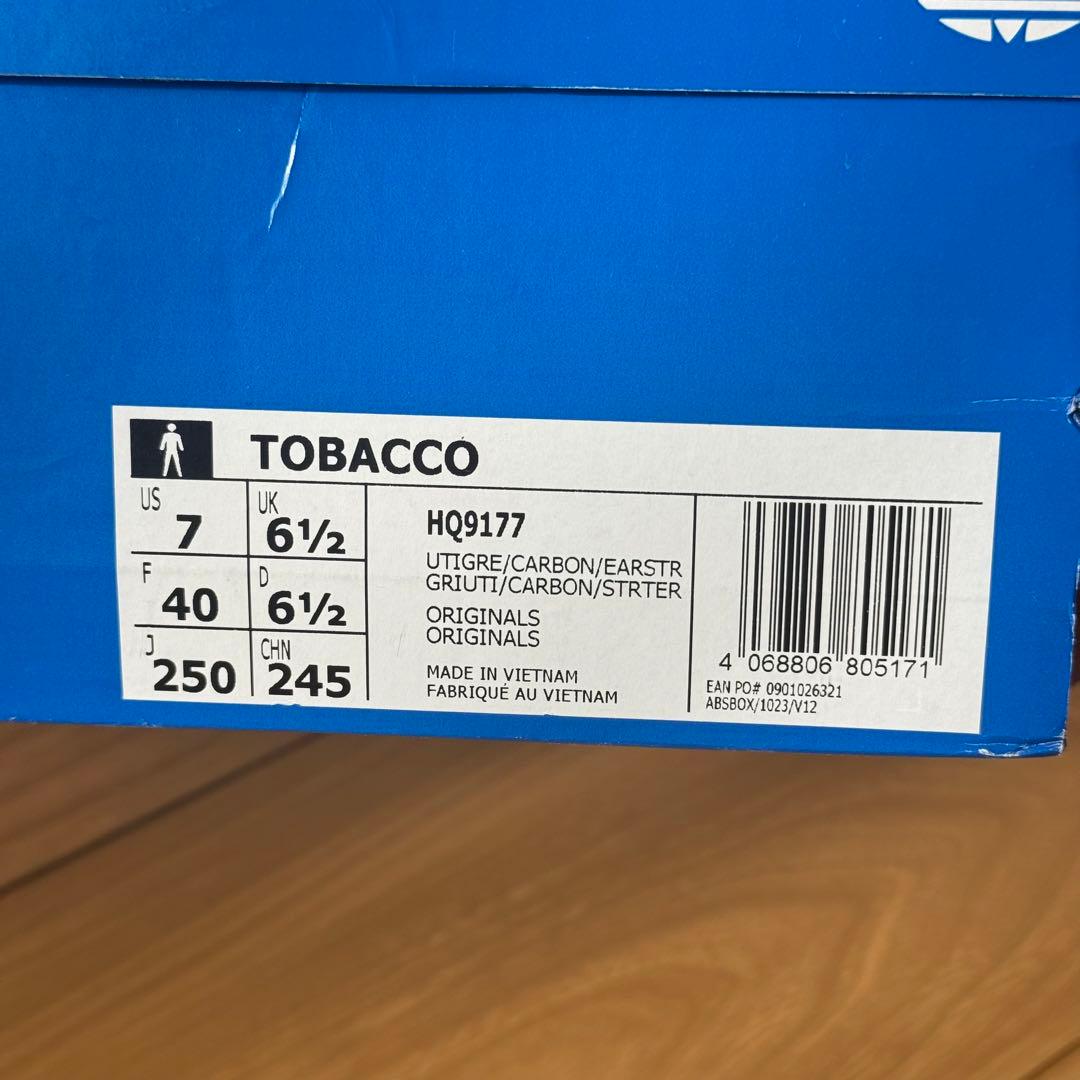 TOBACCO
US 7 UK 6½
F 40 D 6½
J 250 CHN 245
HQ9177
UTIGRE/CARBON/EARSTR
GRIUTI/CARBON/STRTER
ORIGINALS
ORIGINALS
MADE IN VIETNAM
FABRIQUÉ AU VIETNAM
4 068806 805171
EAN PO# 0901026321
ABSBOX/1023/V12